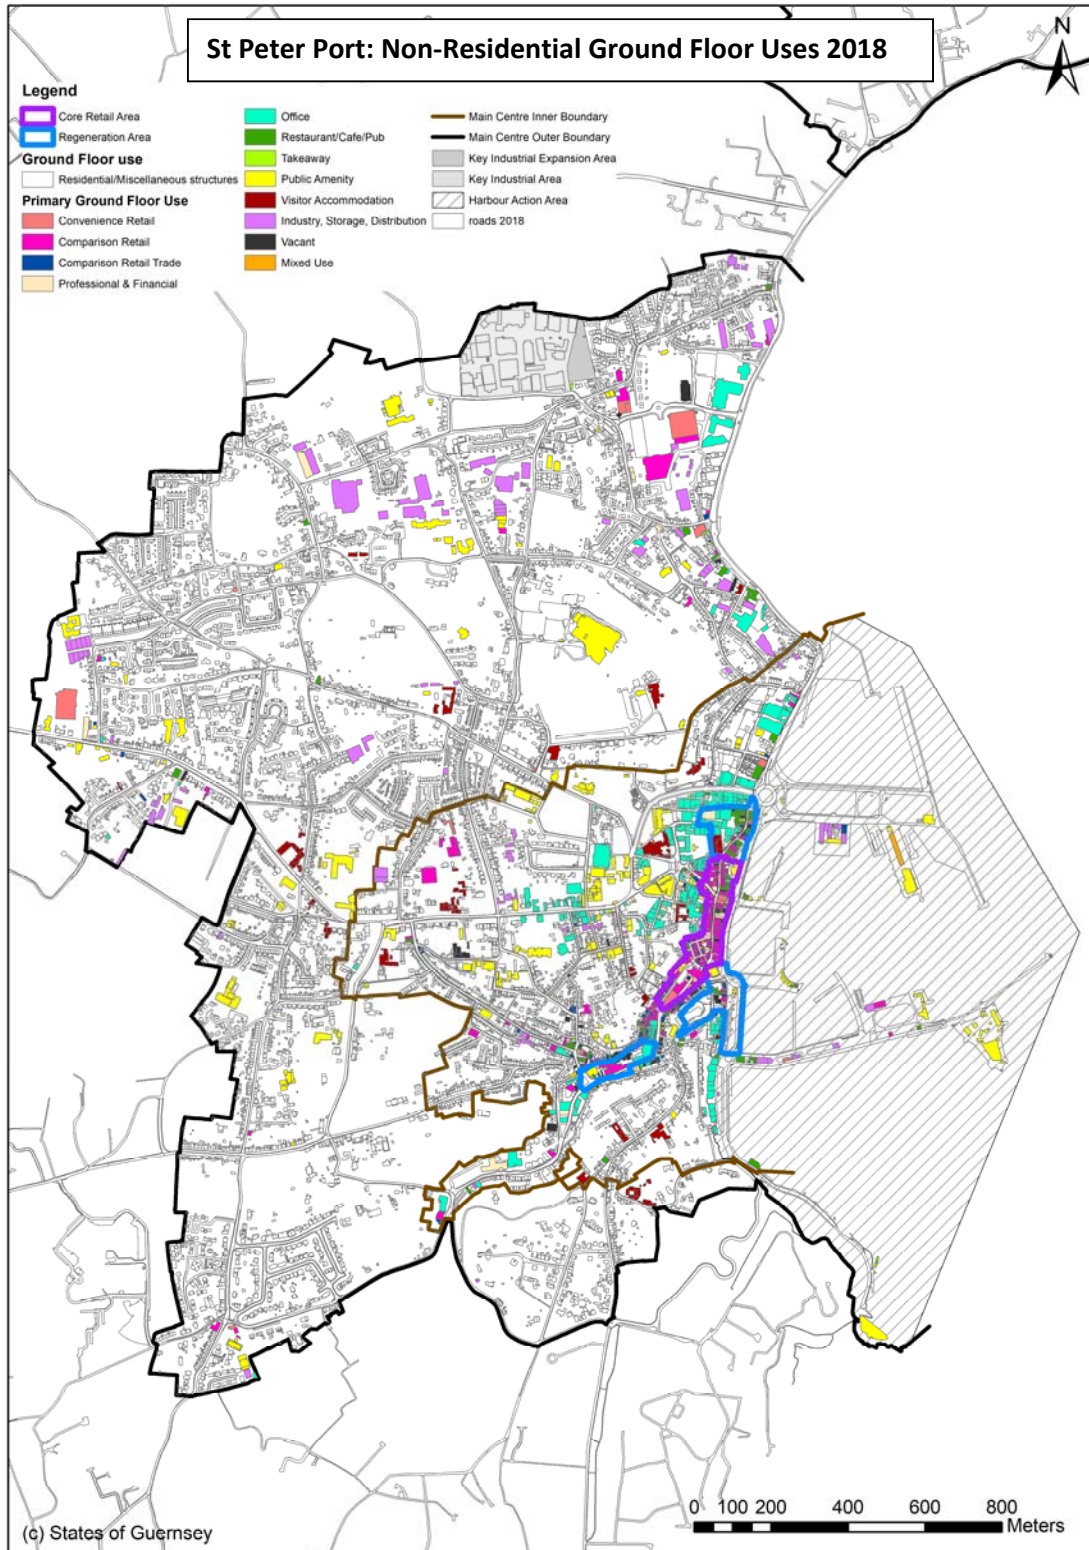 St Peter Port: Non-Residential Ground Floor Uses 2018
N
Legend
Core Retail Area
Regeneration Area
Ground Floor use
Residential/Miscellaneous structures
Primary Ground Floor Use
Convenience Retail
Comparison Retail
Comparison Retail Trade
Professional & Financial
Office
Restaurant/Cafe/Pub
Takeaway
Public Amenity
Visitor Accommodation
Industry, Storage, Distribution
Vacant
Mixed Use
Main Centre Inner Boundary
Main Centre Outer Boundary
Key Industrial Expansion Area
Key Industrial Area
Harbour Action Area
roads 2018
0 100 200 400 600 800
Meters
(c) States of Guernsey